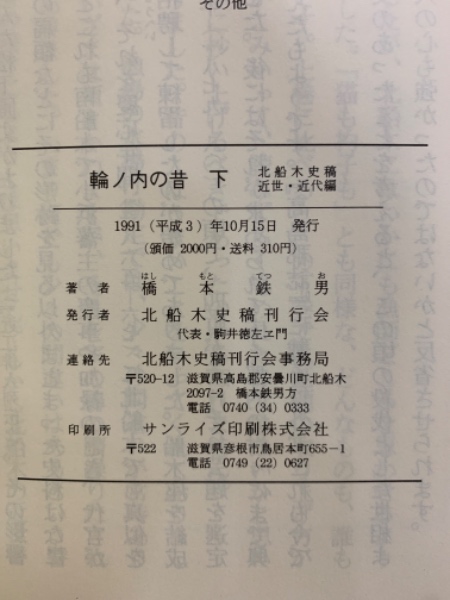 その他
輪ノ内の昔 下 北船木史稿
近世・近代編
1991（平成3）年10月15日 発行
（頒価 2000円・送料 310円）
はし もと てつ お
著者 橋本鉄男
発行者 北船木史稿刊行会
代表・駒井徳左ヱ門
連絡先 北船木史稿刊行会事務局
〒520-12 滋賀県高島郡安曇川町北船木
2097-2 橋本鉄男方
電話 0740（34）0333
印刷所 サンライズ印刷株式会社
〒522 滋賀県彦根市鳥居本町655-1
電話 0749（22）0627